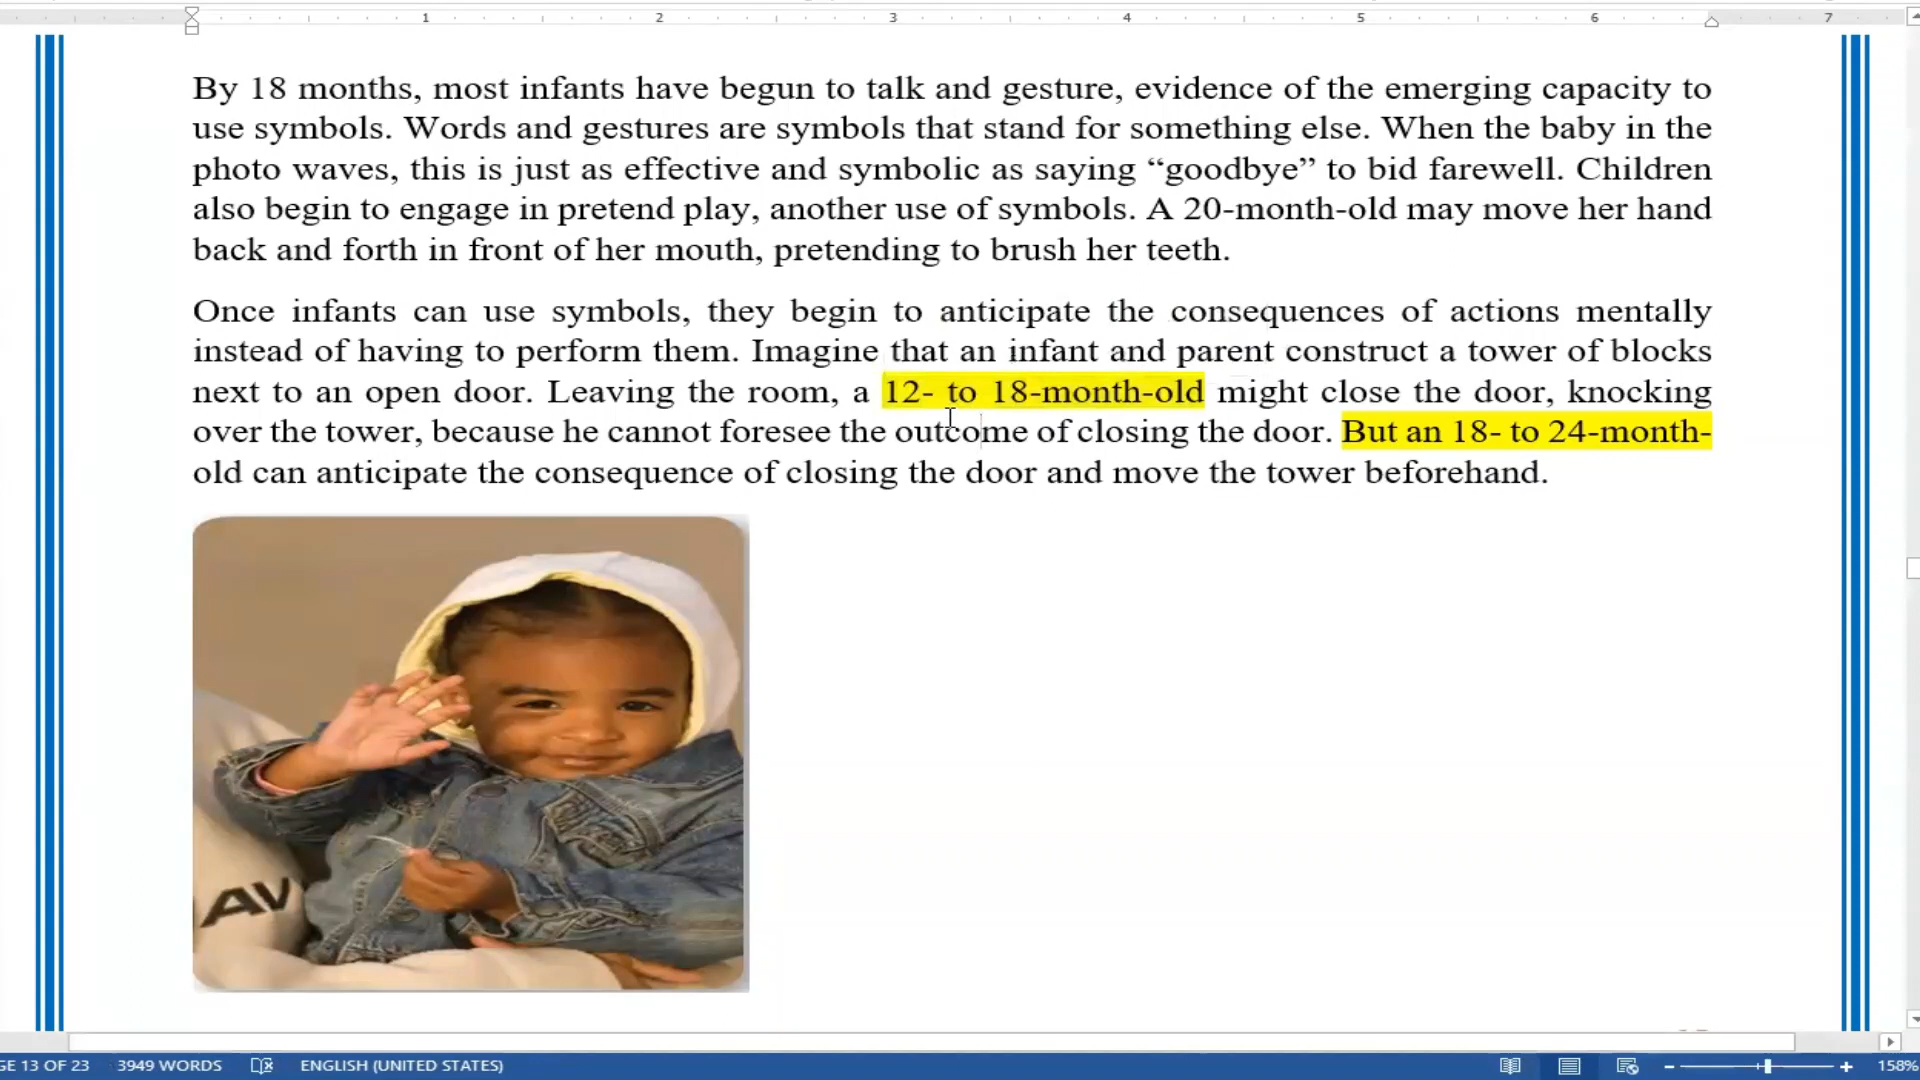 1 2 3 4 5 6 7
By 18 months, most infants have begun to talk and gesture, evidence of the emerging capacity to
use symbols. Words and gestures are symbols that stand for something else. When the baby in the
photo waves, this is just as effective and symbolic as saying “goodbye” to bid farewell. Children
also begin to engage in pretend play, another use of symbols. A 20-month-old may move her hand
back and forth in front of her mouth, pretending to brush her teeth.
Once infants can use symbols, they begin to anticipate the consequences of actions mentally
instead of having to perform them. Imagine that an infant and parent construct a tower of blocks
next to an open door. Leaving the room, a 12- to 18-month-old might close the door, knocking
over the tower, because he cannot foresee the outcome of closing the door. But an 18- to 24-month-
old can anticipate the consequence of closing the door and move the tower beforehand.
AV
GE 13 OF 23 3949 WORDS ENGLISH (UNITED STATES) 158%